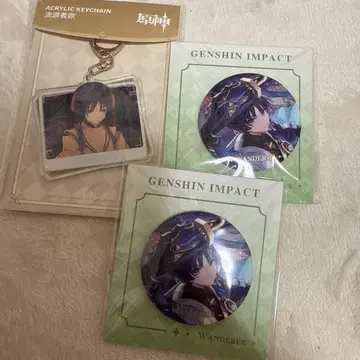 ACRYLIC KEYCHAIN
流浪者款
原神
GENSHIN IMPACT
WANDERER
GENSHIN IMPACT
WANDERER